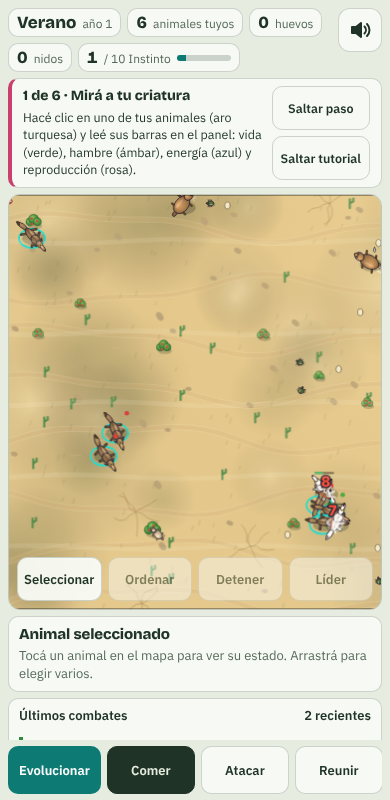 Verano año 1
6 animales tuyos
0 huevos
0 nidos
1 / 10 Instinto
1 de 6 · Mirá a tu criatura
Hacé clic en uno de tus animales (aro
turquesa) y leé sus barras en el panel: vida
(verde), hambre (ámbar), energía (azul) y
reproducción (rosa).
Saltar paso
Saltar tutorial
8
7
Seleccionar
Ordenar
Detener
Líder
Animal seleccionado
Tocá un animal en el mapa para ver su estado. Arrastrá para
elegir varios.
Últimos combates
2 recientes
Evolucionar
Comer
Atacar
Reunir